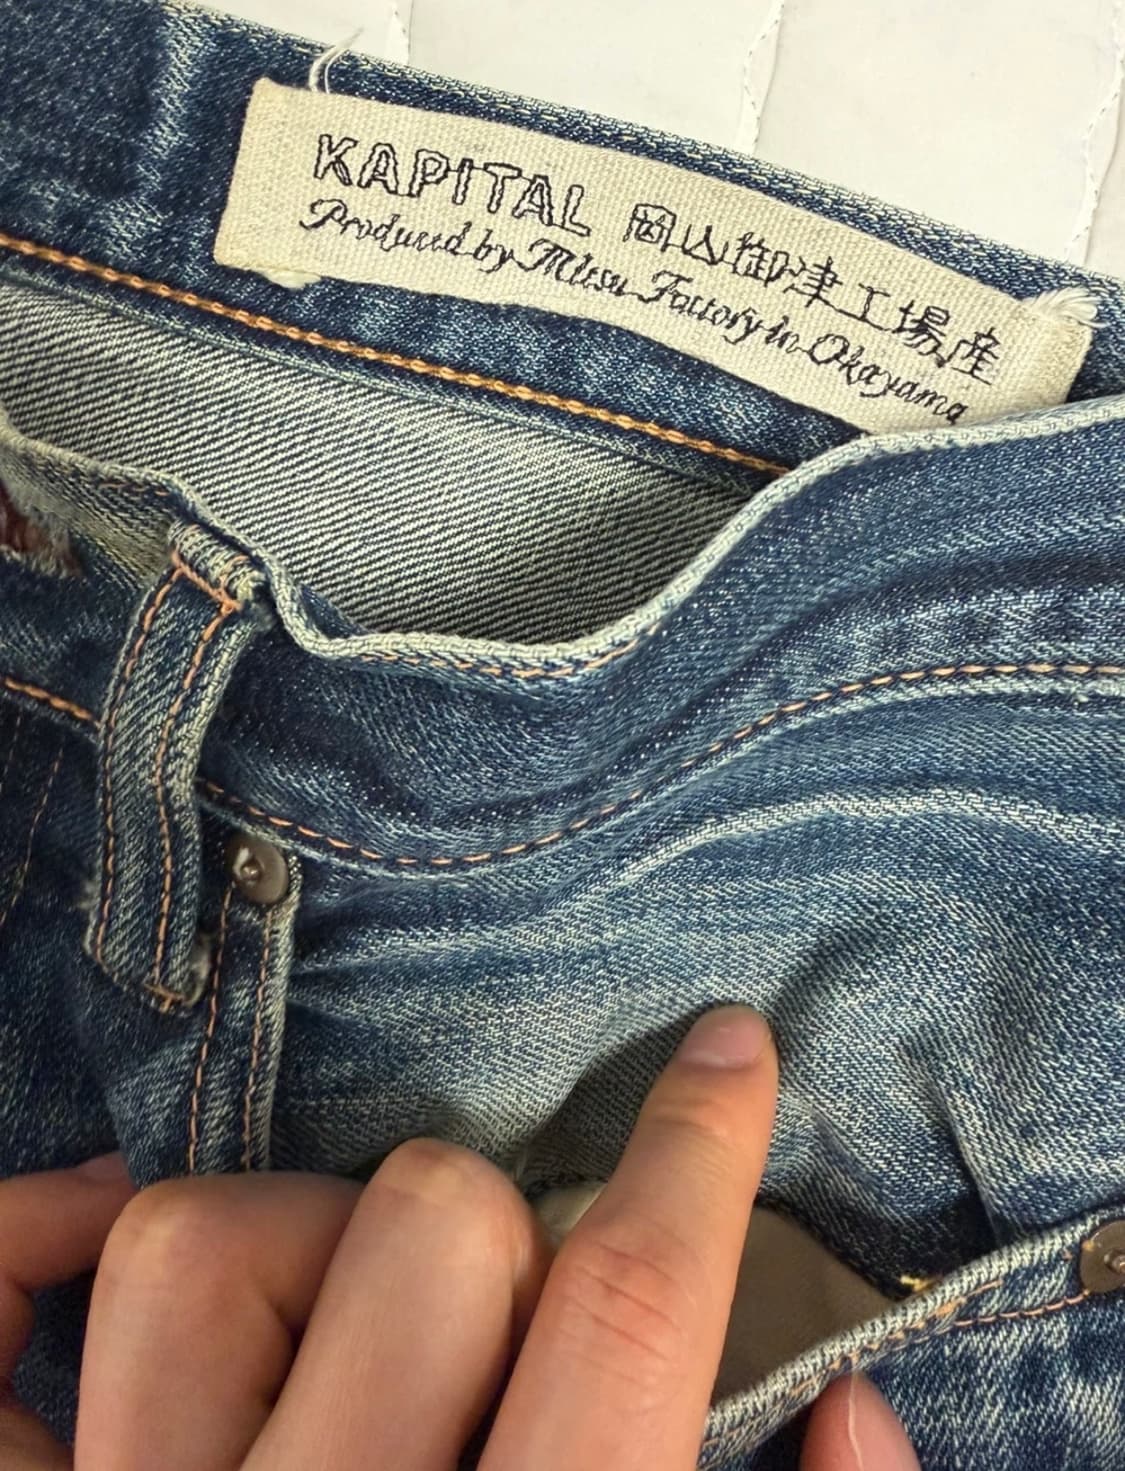 KAPITAL 岡山御津工場産
Produced by Mitsu Factory in Okayama